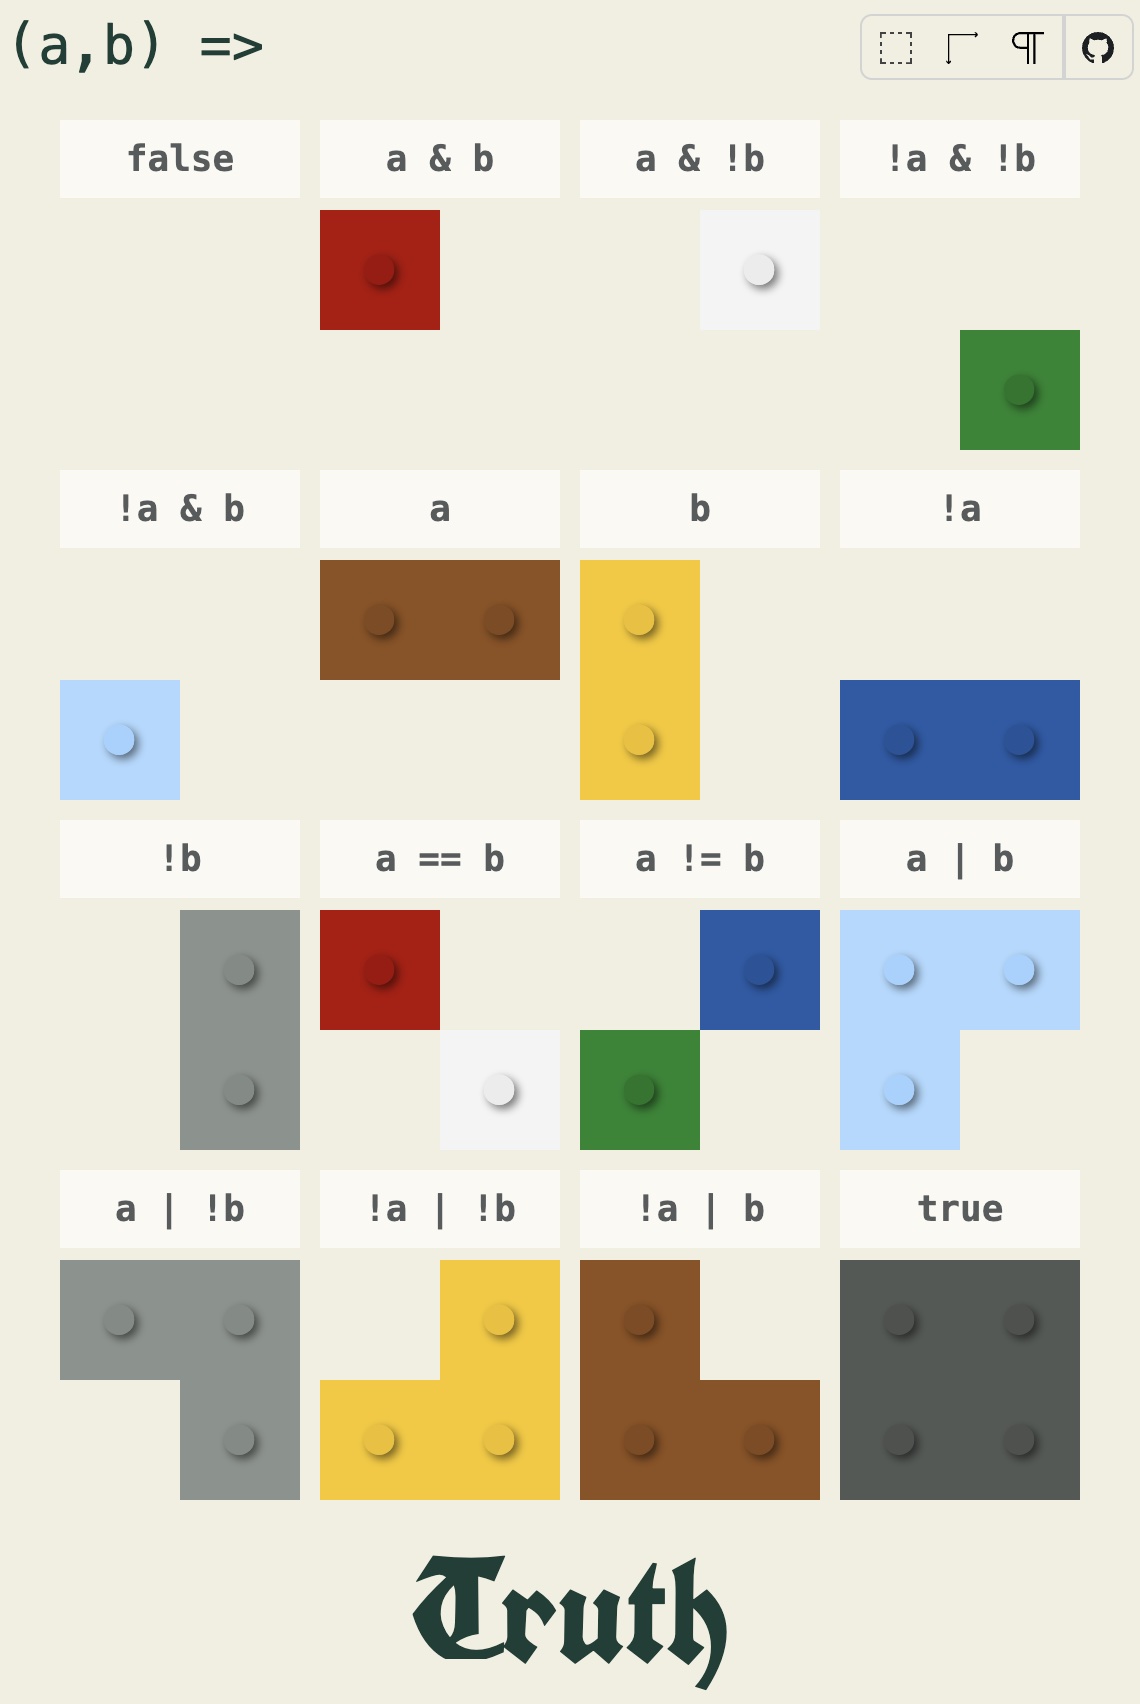 (a,b) =>
¶
false
a & b
a & !b
!a & !b
!a & b
a
b
!a
!b
a == b
a != b
a | b
a | !b
!a | !b
!a | b
true
Truth